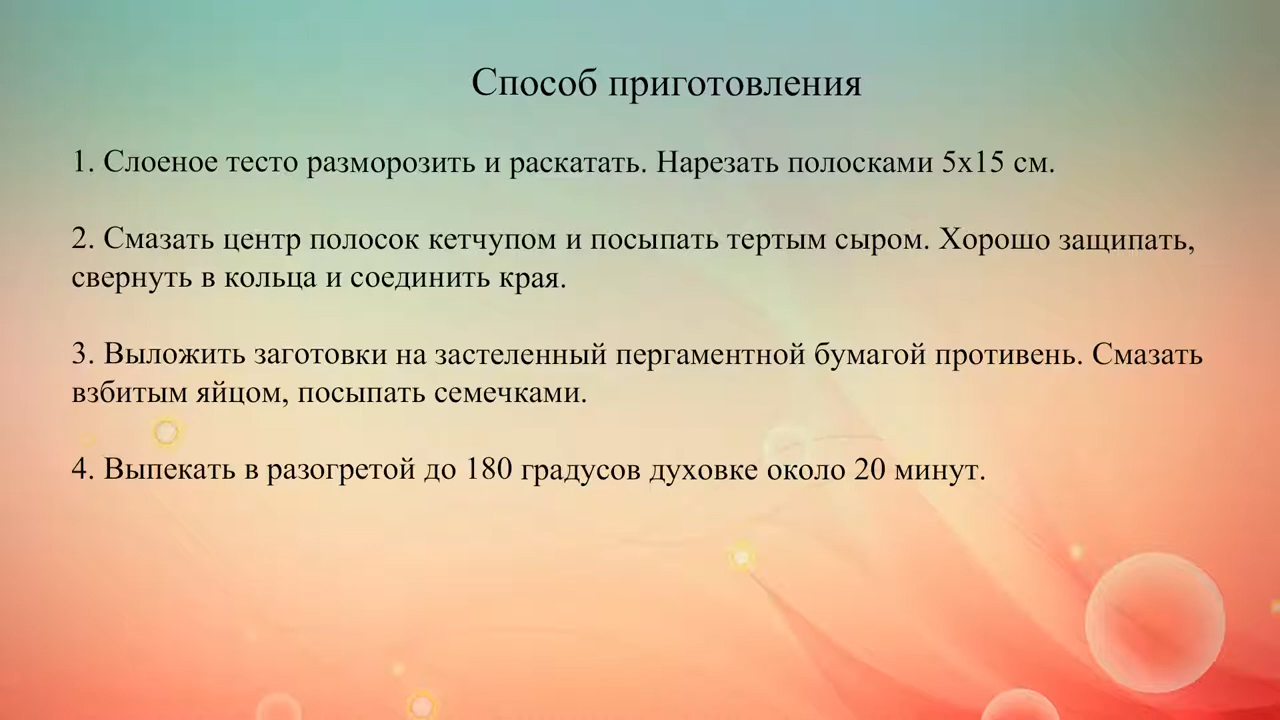 Способ приготовления
1. Слоеное тесто разморозить и раскатать. Нарезать полосками 5х15 см.
2. Смазать центр полосок кетчупом и посыпать тертым сыром. Хорошо защипать,
свернуть в кольца и соединить края.
3. Выложить заготовки на застеленный пергаментной бумагой противень. Смазать
взбитым яйцом, посыпать семечками.
4. Выпекать в разогретой до 180 градусов духовке около 20 минут.